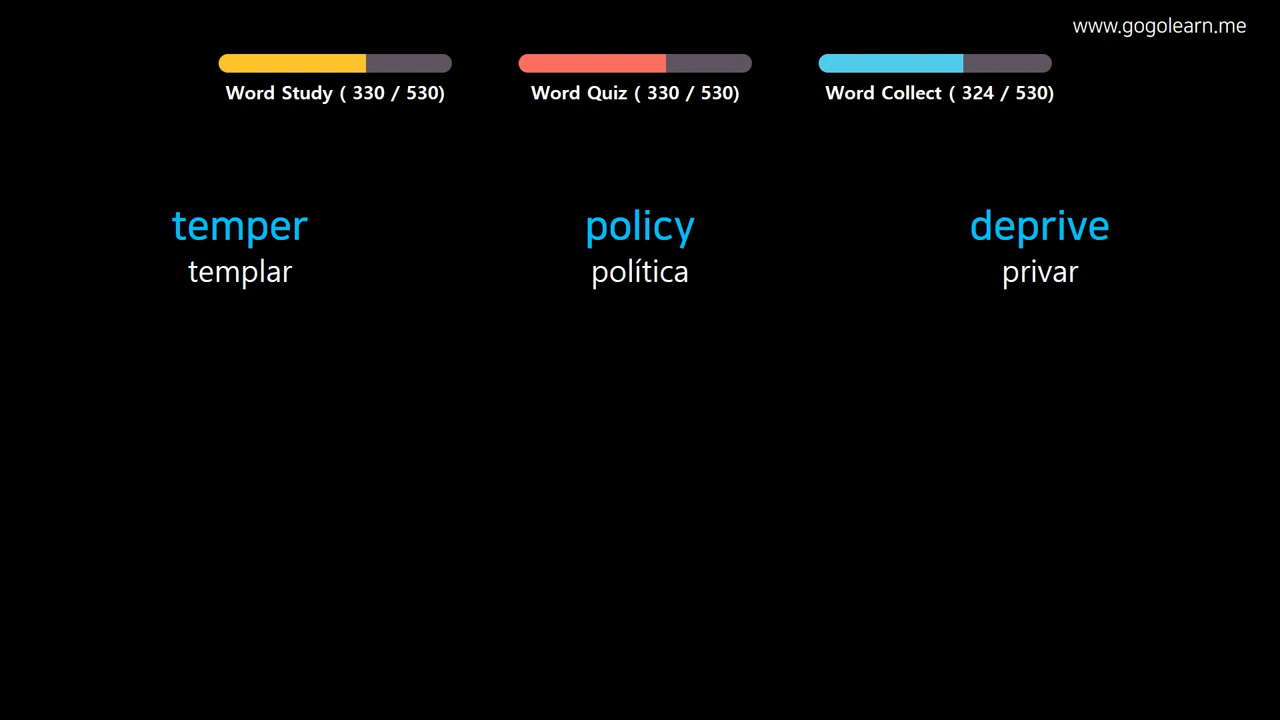 www.gogolearn.me
Word Study ( 330 / 530)
Word Quiz ( 330 / 530)
Word Collect ( 324 / 530)
temper
templar
policy
política
deprive
privar